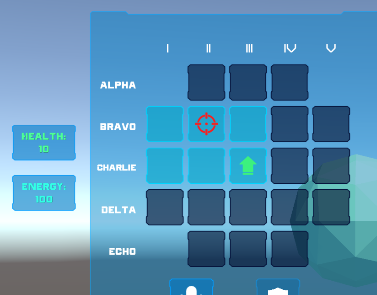 I II III IV V
ALPHA
BRAVO
HEALTH:
10
CHARLIE
ENERGY:
100
DELTA
ECHO